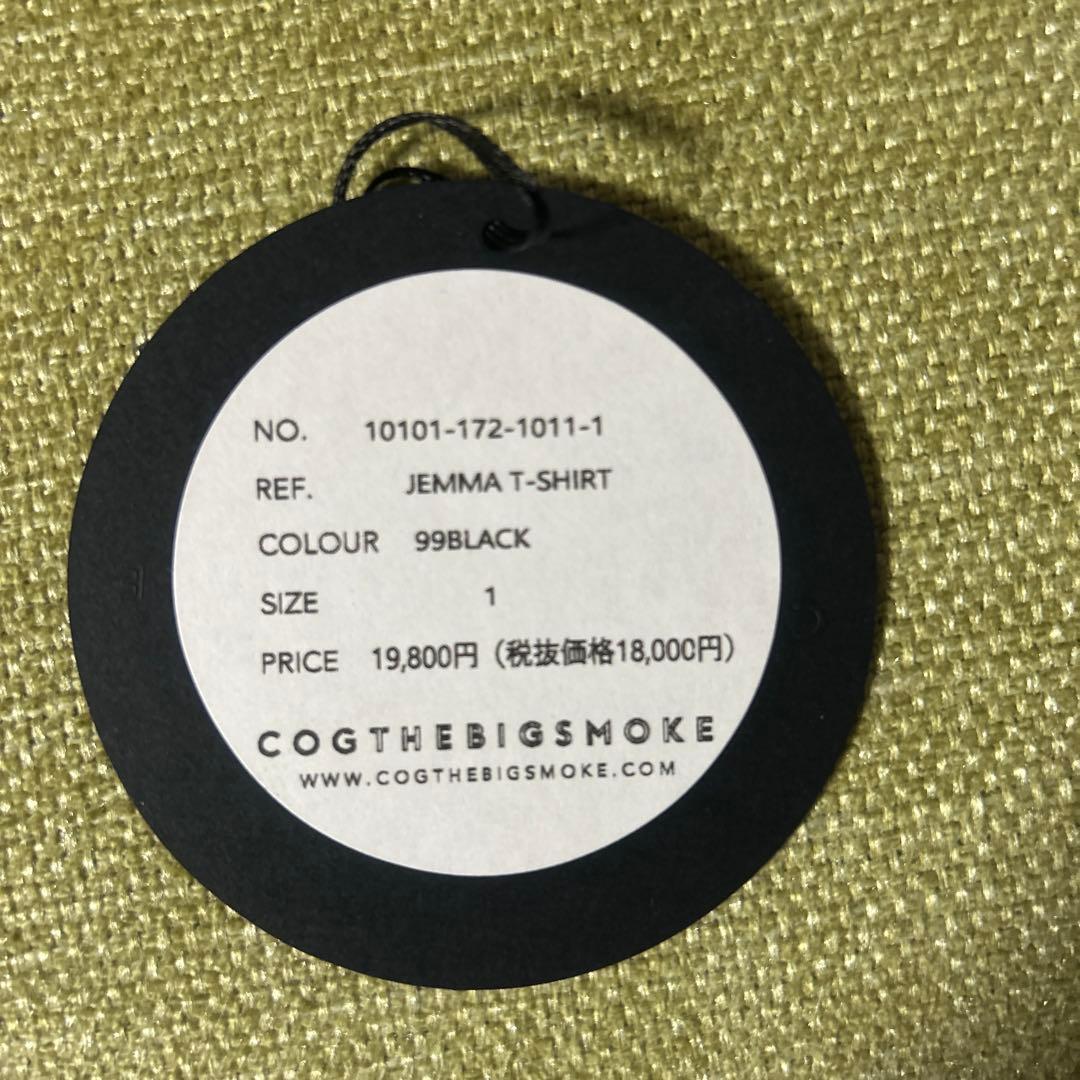 NO. 10101-172-1011-1
REF. JEMMA T-SHIRT
COLOUR 99BLACK
SIZE 1
PRICE 19,800円（税抜価格18,000円）
COGTHEBIGSMOKE
WWW.COGTHEBIGSMOKE.COM